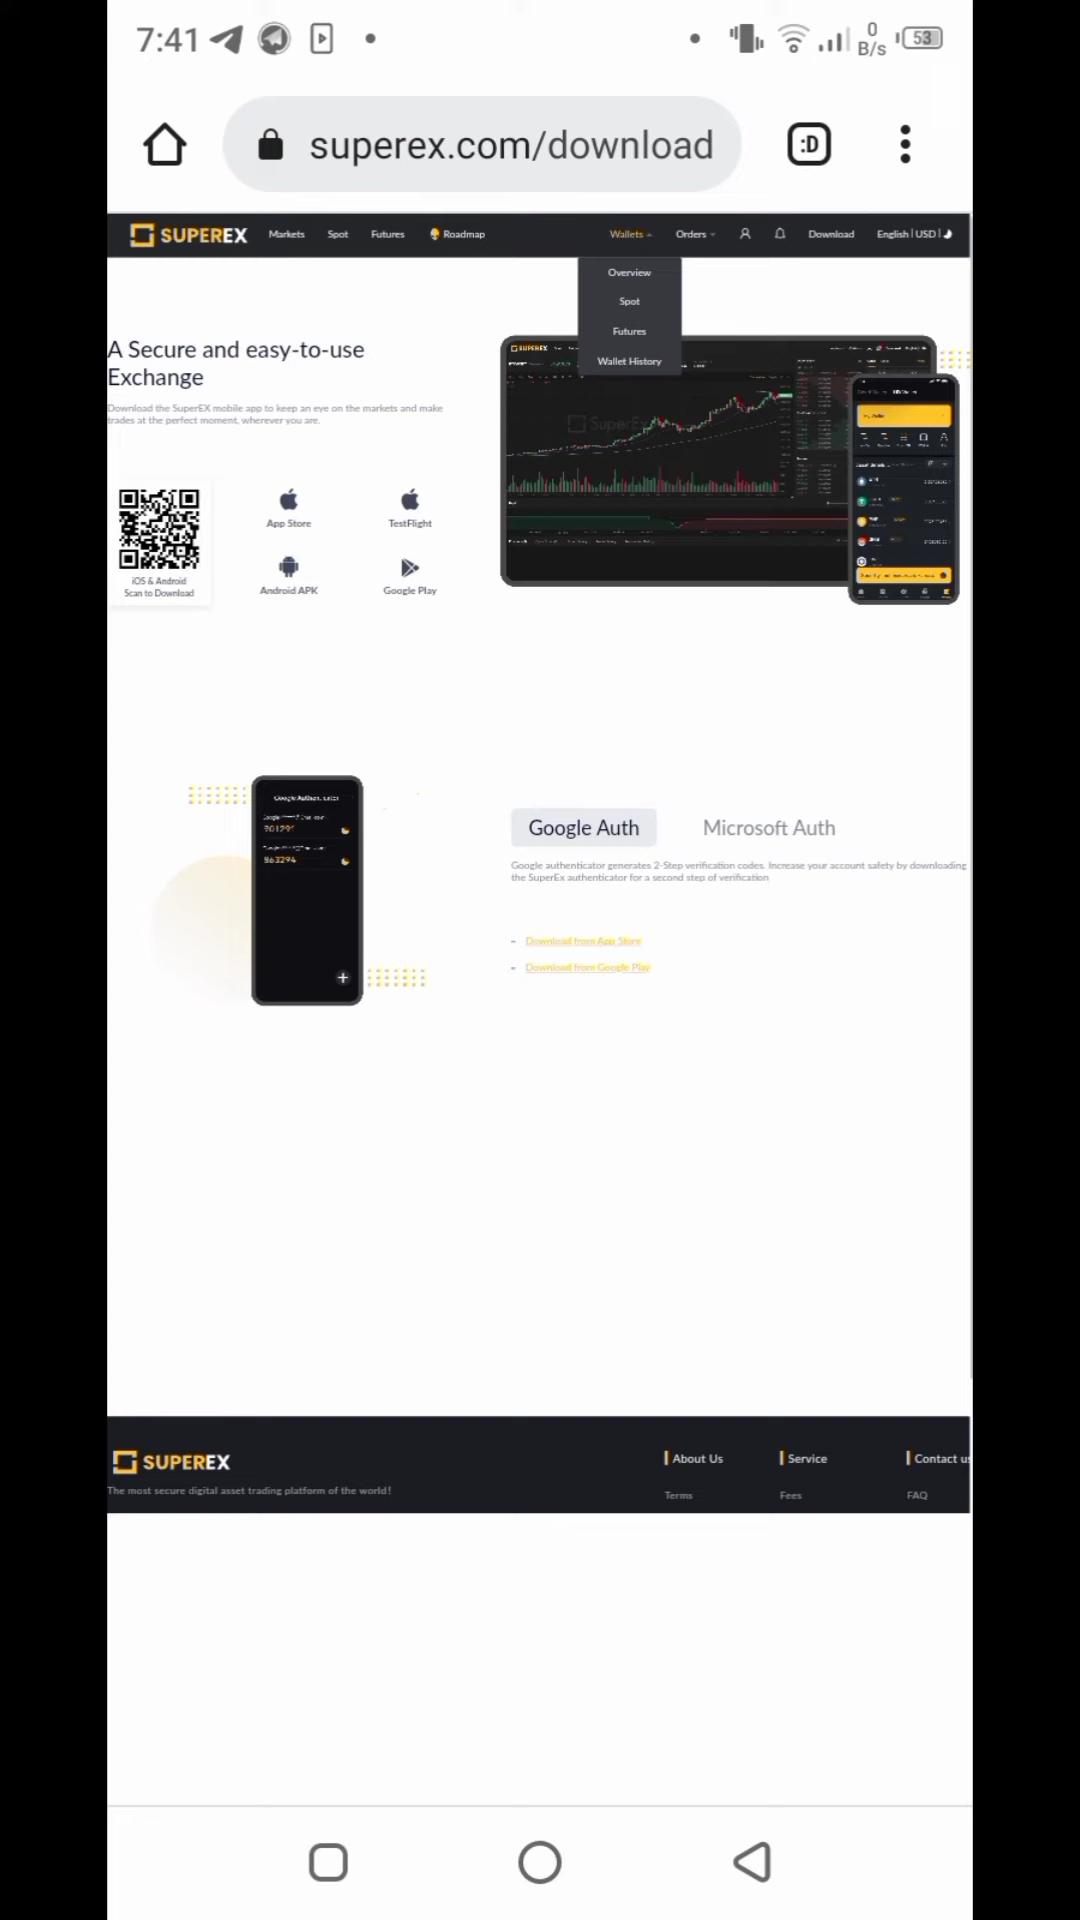 7:41
0
B/s
53
superex.com/download
:D
SUPEREX Markets Spot Futures Roadmap Wallets Orders Download English | USD |
Overview
Spot
Futures
Wallet History
A Secure and easy-to-use
Exchange
Download the SuperEX mobile app to keep an eye on the markets and make
trades at the perfect moment, wherever you are.
App Store
TestFlight
Android APK
Google Play
iOS & Android
Scan to Download
SUPEREX
SuperEx
Google Auth
Microsoft Auth
Google authenticator generates 2-Step verification codes. Increase your account safety by downloading
the SuperEx authenticator for a second step of verification
- Download from App Store
- Download from Google Play
863294
SUPEREX
The most secure digital asset trading platform of the world!
About Us
Service
Contact us
Terms
Fees
FAQ